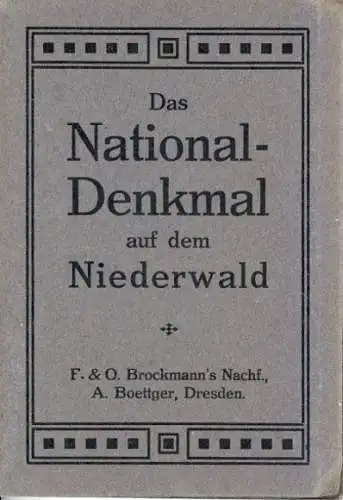 Das
National-
Denkmal
auf dem
Niederwald
F. & O. Brockmann's Nachf.,
A. Boettger, Dresden.